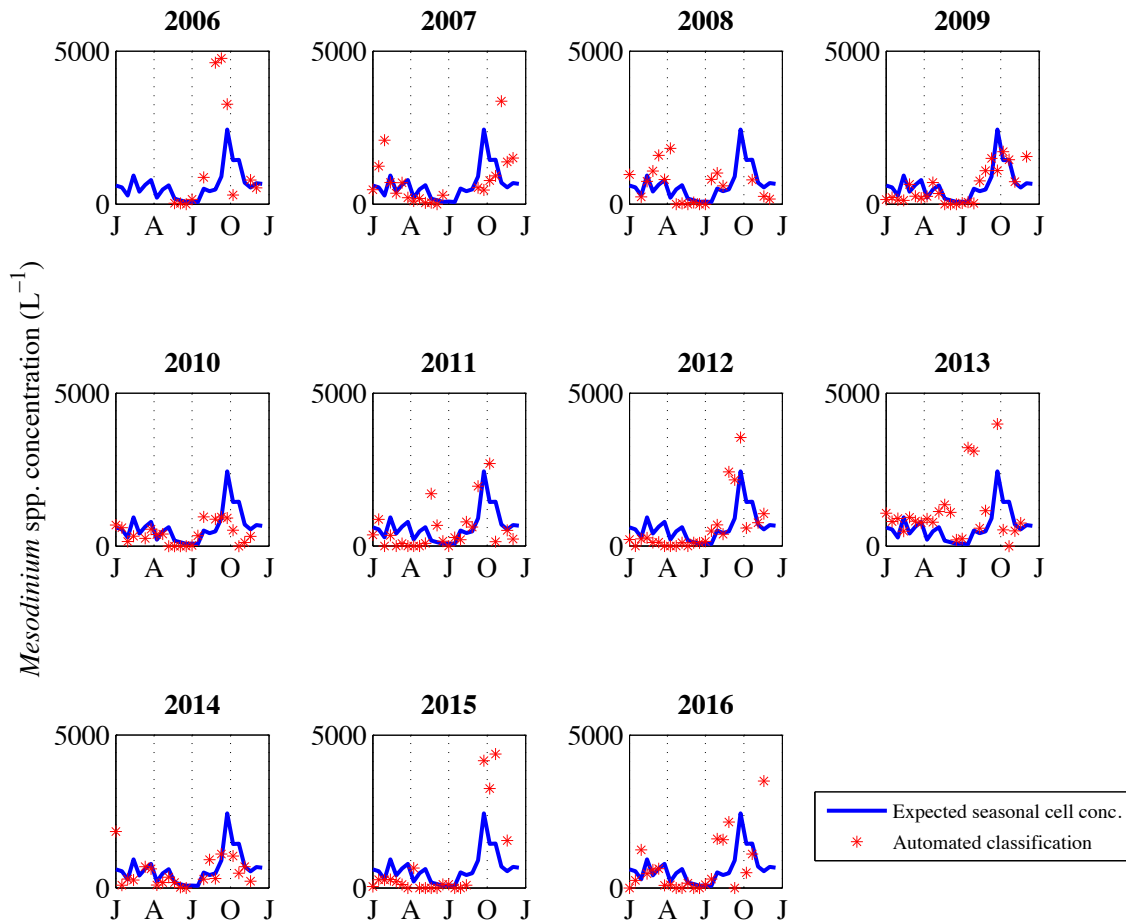 2006 2007 2008 2009
5000 5000 5000 5000
0 0 0 0
J A J O J J A J O J J A J O J J A J O J
Mesodinium spp. concentration (L⁻¹)
2010 2011 2012 2013
5000 5000 5000 5000
0 0 0 0
J A J O J J A J O J J A J O J J A J O J
2014 2015 2016
5000 5000 5000
0 0 0
J A J O J J A J O J J A J O J
Expected seasonal cell conc.
Automated classification